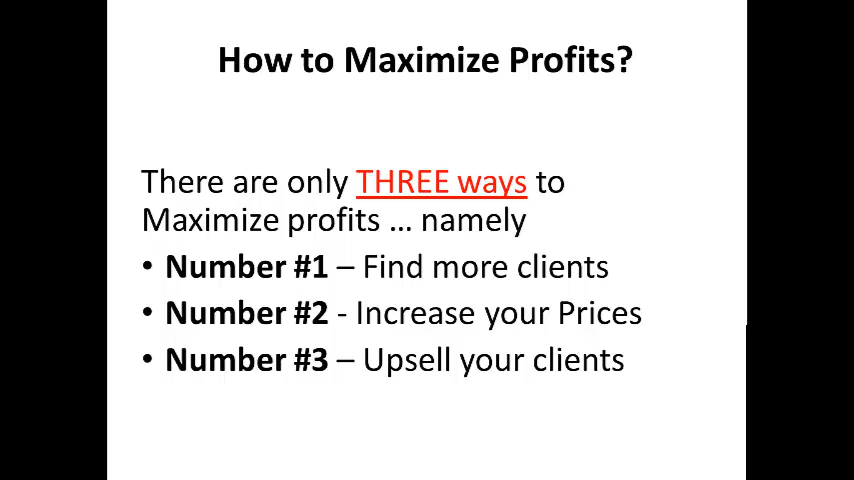 How to Maximize Profits?
There are only THREE ways to
Maximize profits … namely
• Number #1 – Find more clients
• Number #2 - Increase your Prices
• Number #3 – Upsell your clients